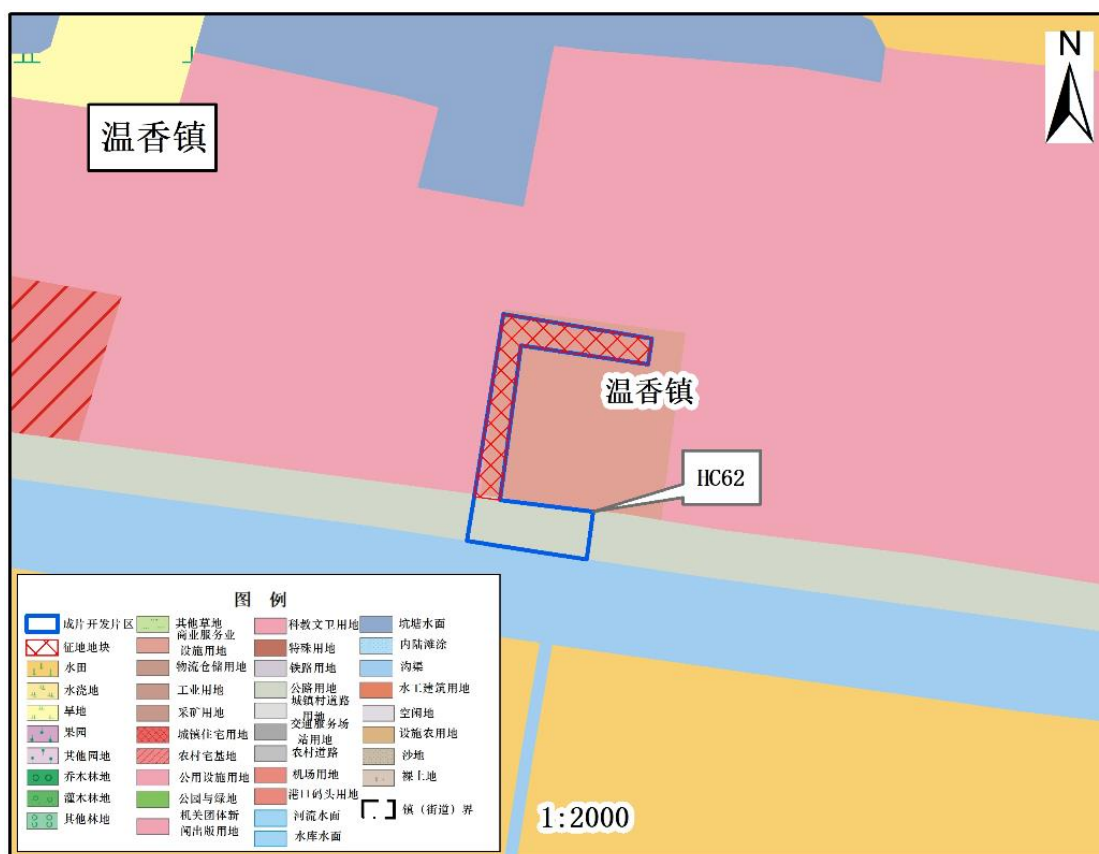 N
温香镇
温香镇
HC62
图 例
成片开发片区
征地地块
水田
水浇地
旱地
果园
其他园地
乔木林地
灌木林地
其他林地
其他草地
商业服务业
设施用地
物流仓储用地
工业用地
采矿用地
城镇住宅用地
农村宅基地
公用设施用地
公园与绿地
机关团体新
闻出版用地
科教文卫用地
特殊用地
铁路用地
公路用地
城镇村道路
用地
交通服务场
站用地
农村道路
机场用地
港口码头用地
河流水面
水库水面
坑塘水面
内陆滩涂
沟渠
水工建筑用地
空闲地
设施农用地
沙地
裸土地
镇（街道）界
1:2000